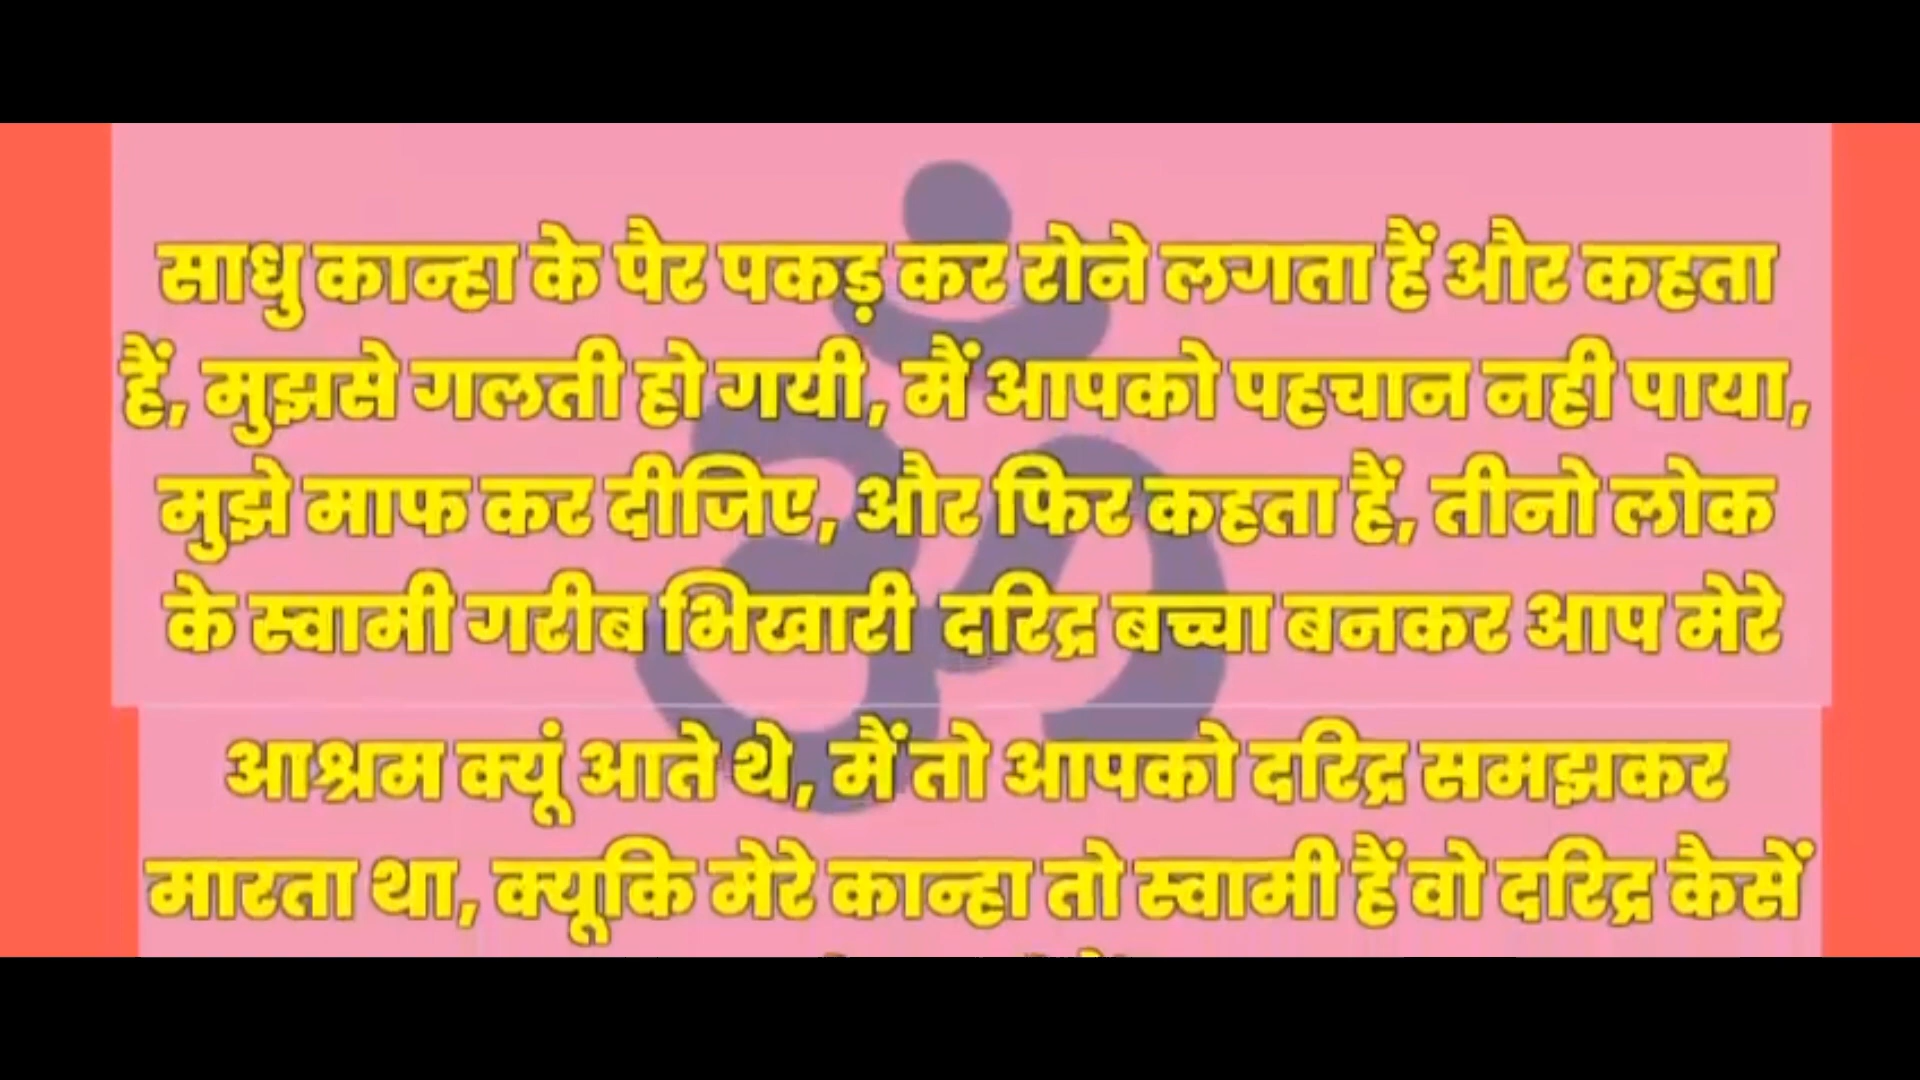 साधु कान्हा के पैर पकड़ कर रोने लगता हैं और कहता
हैं, मुझसे गलती हो गयी, मैं आपको पहचान नही पाया,
मुझे माफ कर दीजिए, और फिर कहता हैं, तीनो लोक
के स्वामी गरीब भिखारी दरिद्र बच्चा बनकर आप मेरे
आश्रम क्यूं आते थे, मैं तो आपको दरिद्र समझकर
मारता था, क्यूकि मेरे कान्हा तो स्वामी हैं वो दरिद्र कैसें